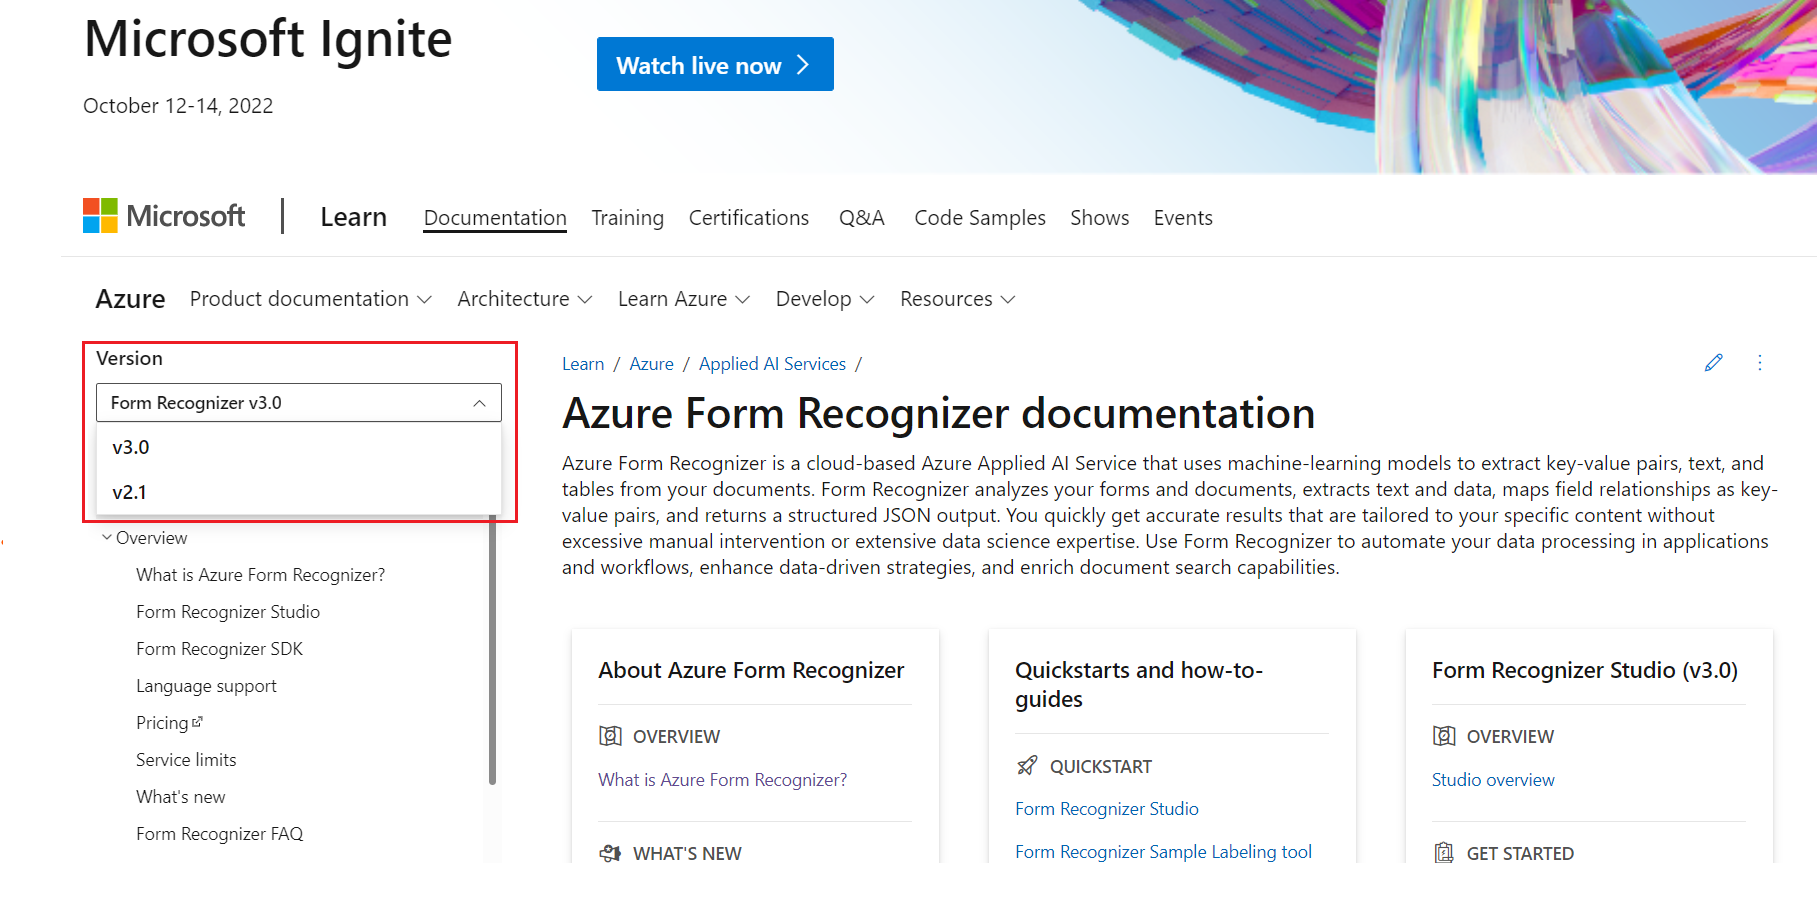 Microsoft Ignite
October 12-14, 2022
Watch live now
Microsoft
Learn
Documentation
Training
Certifications
Q&A
Code Samples
Shows
Events
Azure
Product documentation
Architecture
Learn Azure
Develop
Resources
Version
Form Recognizer v3.0
v3.0
v2.1
Overview
What is Azure Form Recognizer?
Form Recognizer Studio
Form Recognizer SDK
Language support
Pricing
Service limits
What's new
Form Recognizer FAQ
Learn / Azure / Applied AI Services /
Azure Form Recognizer documentation
Azure Form Recognizer is a cloud-based Azure Applied AI Service that uses machine-learning models to extract key-value pairs, text, and
tables from your documents. Form Recognizer analyzes your forms and documents, extracts text and data, maps field relationships as key-
value pairs, and returns a structured JSON output. You quickly get accurate results that are tailored to your specific content without
excessive manual intervention or extensive data science expertise. Use Form Recognizer to automate your data processing in applications
and workflows, enhance data-driven strategies, and enrich document search capabilities.
About Azure Form Recognizer
OVERVIEW
What is Azure Form Recognizer?
WHAT'S NEW
Quickstarts and how-to-
guides
QUICKSTART
Form Recognizer Studio
Form Recognizer Sample Labeling tool
Form Recognizer Studio (v3.0)
OVERVIEW
Studio overview
GET STARTED